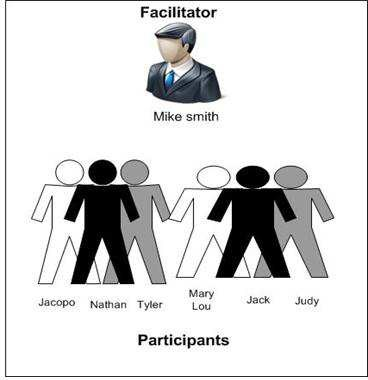 Facilitator
Mike smith
Jacopo Nathan Tyler Mary Lou Jack Judy
Participants